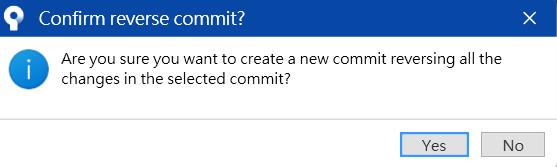 Confirm reverse commit?
Are you sure you want to create a new commit reversing all the
changes in the selected commit?
Yes No